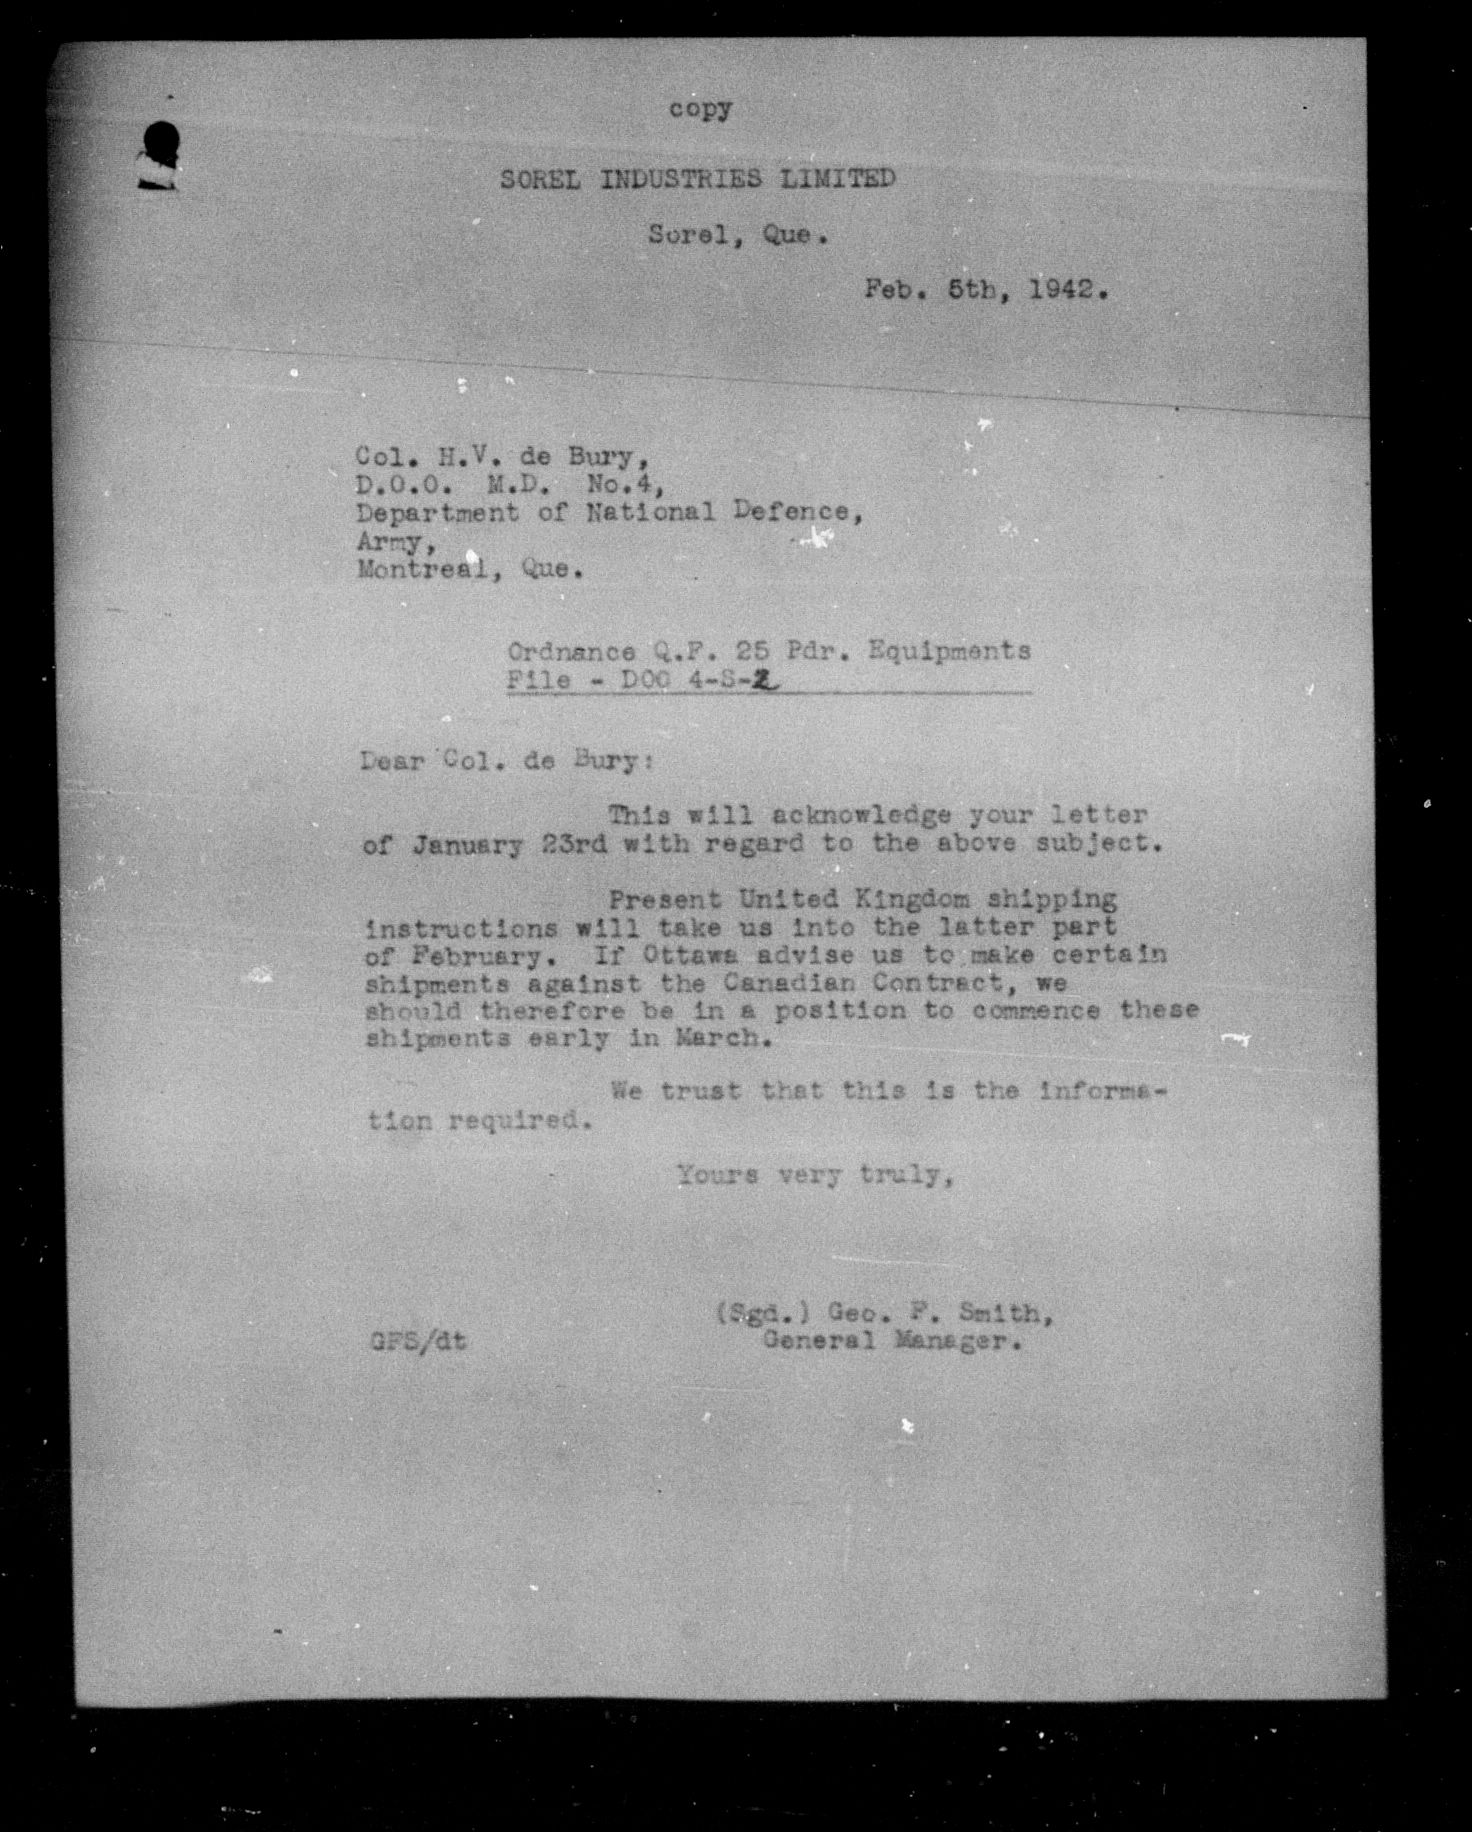 copy
SOREL INDUSTRIES LIMITED
Sorel, Que.
Feb. 5th, 1942.
Col. H.V. de Bury,
D.O.O. M.D. No.4,
Department of National Defence,
Army,
Montreal, Que.
Ordnance Q.F. 25 Pdr. Equipments
File - DOO 4-S-2
Dear Col. de Bury:
This will acknowledge your letter
of January 23rd with regard to the above subject.
Present United Kingdom shipping
instructions will take us into the latter part
of February. If Ottawa advise us to make certain
shipments against the Canadian Contract, we
should therefore be in a position to commence these
shipments early in March.
We trust that this is the informa-
tion required.
Yours very truly,
(Sgd.) Geo. F. Smith,
GFS/dt General Manager.